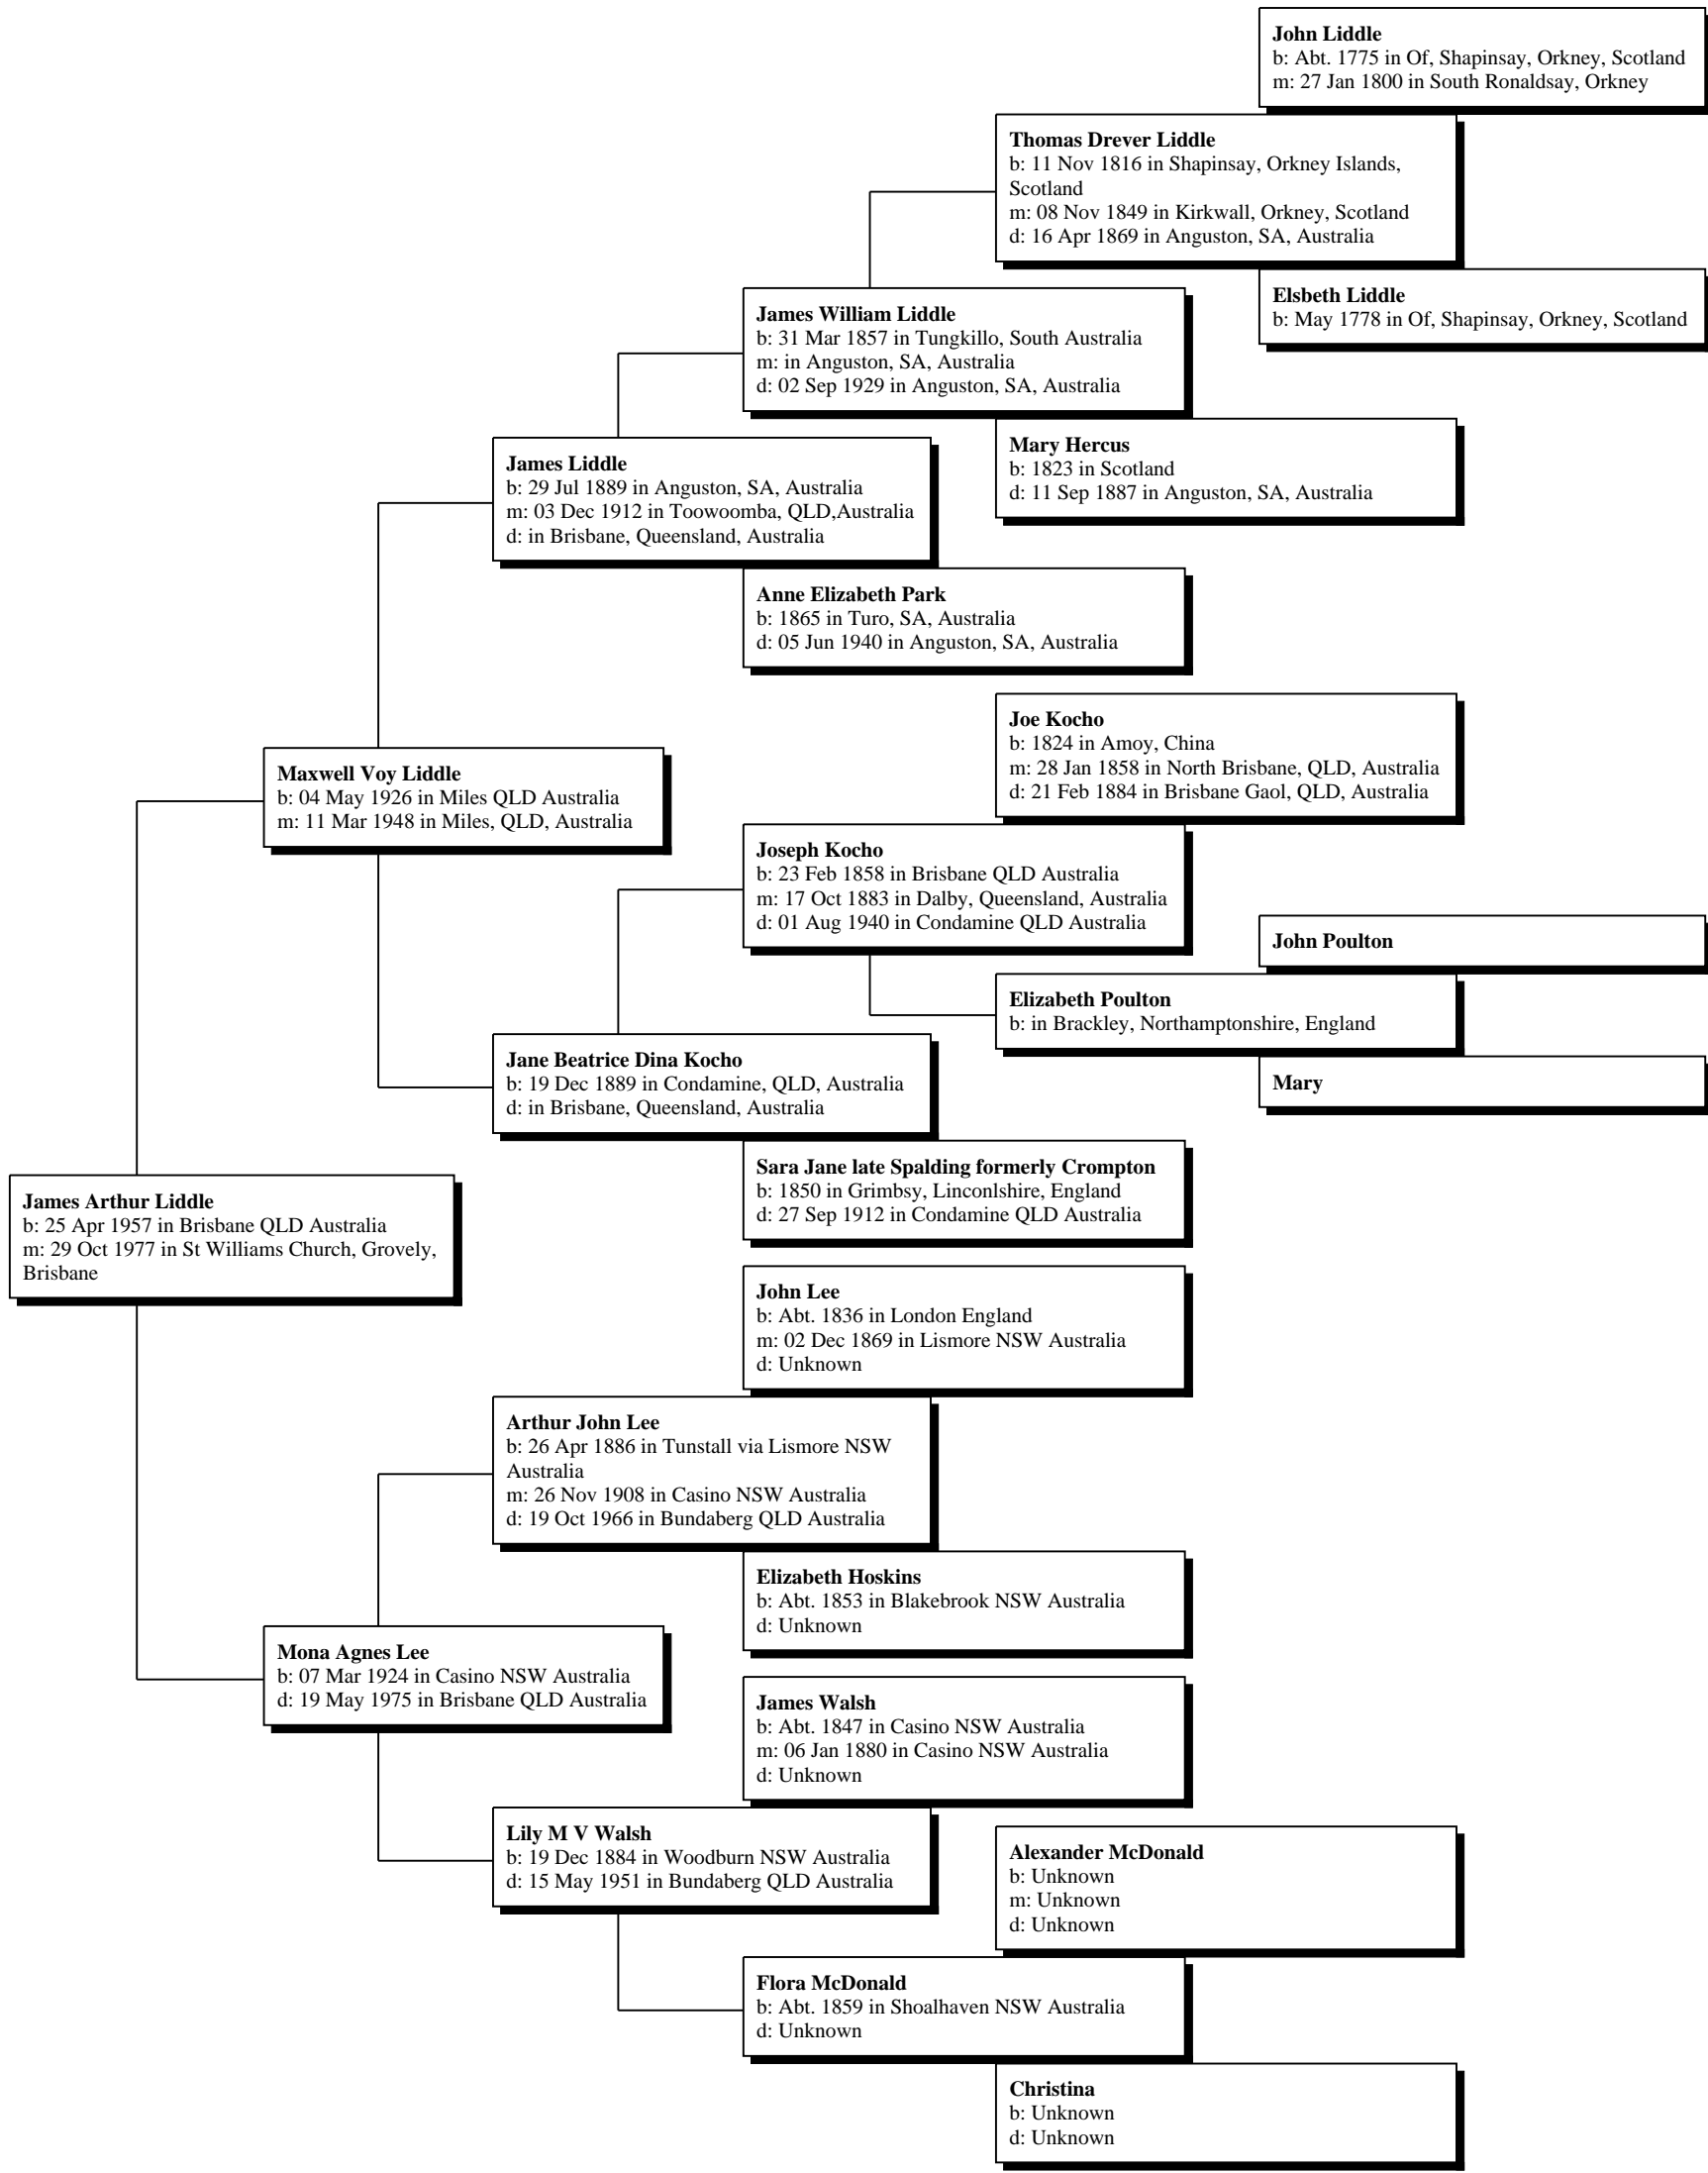 John Liddle
b: Abt. 1775 in Of, Shapinsay, Orkney, Scotland
m: 27 Jan 1800 in South Ronaldsay, Orkney
Thomas Drever Liddle
b: 11 Nov 1816 in Shapinsay, Orkney Islands,
Scotland
m: 08 Nov 1849 in Kirkwall, Orkney, Scotland
d: 16 Apr 1869 in Anguston, SA, Australia
Elsbeth Liddle
b: May 1778 in Of, Shapinsay, Orkney, Scotland
James William Liddle
b: 31 Mar 1857 in Tungkillo, South Australia
m: in Anguston, SA, Australia
d: 02 Sep 1929 in Anguston, SA, Australia
Mary Hercus
b: 1823 in Scotland
d: 11 Sep 1887 in Anguston, SA, Australia
James Liddle
b: 29 Jul 1889 in Anguston, SA, Australia
m: 03 Dec 1912 in Toowoomba, QLD,Australia
d: in Brisbane, Queensland, Australia
Anne Elizabeth Park
b: 1865 in Turo, SA, Australia
d: 05 Jun 1940 in Anguston, SA, Australia
Joe Kocho
b: 1824 in Amoy, China
m: 28 Jan 1858 in North Brisbane, QLD, Australia
d: 21 Feb 1884 in Brisbane Gaol, QLD, Australia
Maxwell Voy Liddle
b: 04 May 1926 in Miles QLD Australia
m: 11 Mar 1948 in Miles, QLD, Australia
Joseph Kocho
b: 23 Feb 1858 in Brisbane QLD Australia
m: 17 Oct 1883 in Dalby, Queensland, Australia
d: 01 Aug 1940 in Condamine QLD Australia
John Poulton
Elizabeth Poulton
b: in Brackley, Northamptonshire, England
Mary
Jane Beatrice Dina Kocho
b: 19 Dec 1889 in Condamine, QLD, Australia
d: in Brisbane, Queensland, Australia
Sara Jane late Spalding formerly Crompton
b: 1850 in Grimbsy, Linconlshire, England
d: 27 Sep 1912 in Condamine QLD Australia
James Arthur Liddle
b: 25 Apr 1957 in Brisbane QLD Australia
m: 29 Oct 1977 in St Williams Church, Grovely,
Brisbane
John Lee
b: Abt. 1836 in London England
m: 02 Dec 1869 in Lismore NSW Australia
d: Unknown
Arthur John Lee
b: 26 Apr 1886 in Tunstall via Lismore NSW
Australia
m: 26 Nov 1908 in Casino NSW Australia
d: 19 Oct 1966 in Bundaberg QLD Australia
Elizabeth Hoskins
b: Abt. 1853 in Blakebrook NSW Australia
d: Unknown
Mona Agnes Lee
b: 07 Mar 1924 in Casino NSW Australia
d: 19 May 1975 in Brisbane QLD Australia
James Walsh
b: Abt. 1847 in Casino NSW Australia
m: 06 Jan 1880 in Casino NSW Australia
d: Unknown
Lily M V Walsh
b: 19 Dec 1884 in Woodburn NSW Australia
d: 15 May 1951 in Bundaberg QLD Australia
Alexander McDonald
b: Unknown
m: Unknown
d: Unknown
Flora McDonald
b: Abt. 1859 in Shoalhaven NSW Australia
d: Unknown
Christina
b: Unknown
d: Unknown